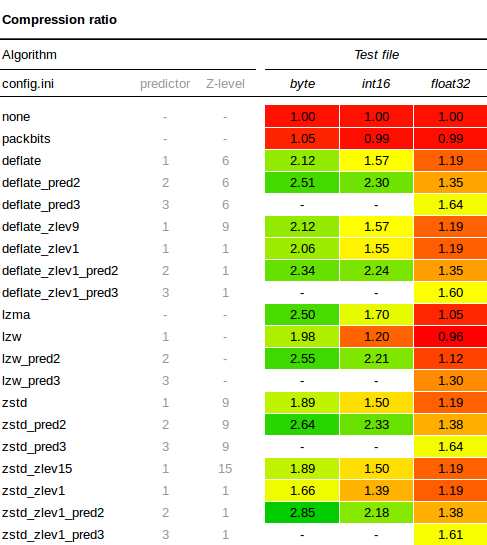 Compression ratio
Algorithm Test file
config.ini predictor Z-level byte int16 float32
none - - 1.00 1.00 1.00
packbits - - 1.05 0.99 0.99
deflate 1 6 2.12 1.57 1.19
deflate_pred2 2 6 2.51 2.30 1.35
deflate_pred3 3 6 - - 1.64
deflate_zlev9 1 9 2.12 1.57 1.19
deflate_zlev1 1 1 2.06 1.55 1.19
deflate_zlev1_pred2 2 1 2.34 2.24 1.35
deflate_zlev1_pred3 3 1 - - 1.60
lzma - - 2.50 1.70 1.05
lzw 1 - 1.98 1.20 0.96
lzw_pred2 2 - 2.55 2.21 1.12
lzw_pred3 3 - - - 1.30
zstd 1 9 1.89 1.50 1.19
zstd_pred2 2 9 2.64 2.33 1.38
zstd_pred3 3 9 - - 1.64
zstd_zlev15 1 15 1.89 1.50 1.19
zstd_zlev1 1 1 1.66 1.39 1.19
zstd_zlev1_pred2 2 1 2.85 2.18 1.38
zstd_zlev1_pred3 3 1 - - 1.61